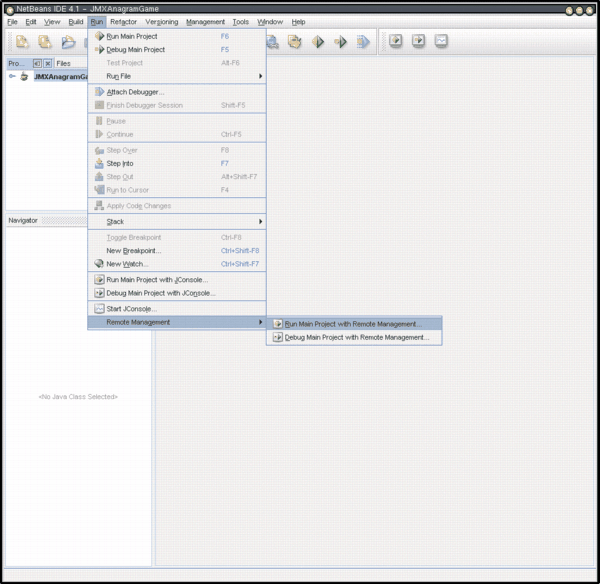 NetBeans IDE 4.1 - JMXAnagramGame
File Edit View Build Run Refactor Versioning Management Tools Window Help
Run Main Project F6
Debug Main Project F5
Test Project Alt-F6
Run File
Attach Debugger...
Finish Debugger Session Shift-F5
Pause
Continue Ctrl-F5
Step Over F8
Step Into F7
Step Out Alt+Shift-F7
Run to Cursor F4
Apply Code Changes
Stack
Toggle Breakpoint Ctrl-F8
New Breakpoint... Ctrl+Shift-F8
New Watch... Ctrl+Shift-F7
Run Main Project with JConsole...
Debug Main Project with JConsole...
Start JConsole...
Remote Management
Run Main Project with Remote Management...
Debug Main Project with Remote Management...
Pro... Files
JMXAnagramGa
Navigator
<No Java Class Selected>